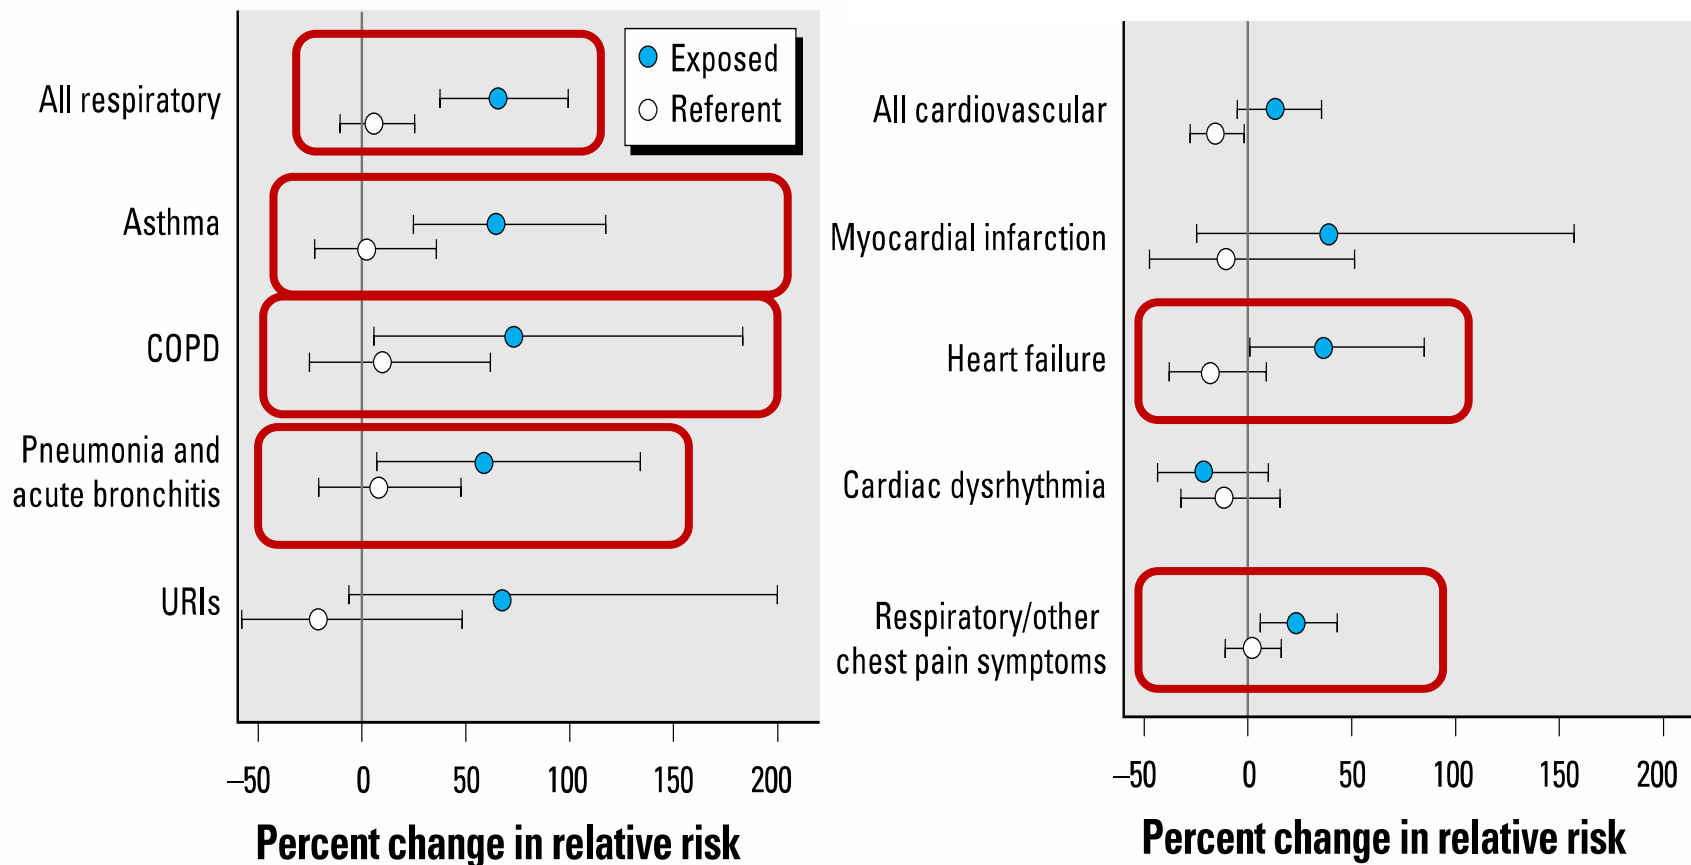 All respiratory
Asthma
COPD
Pneumonia and
acute bronchitis
URIs
Exposed
Referent
–50 0 50 100 150 200
Percent change in relative risk
All cardiovascular
Myocardial infarction
Heart failure
Cardiac dysrhythmia
Respiratory/other
chest pain symptoms
–50 0 50 100 150 200
Percent change in relative risk